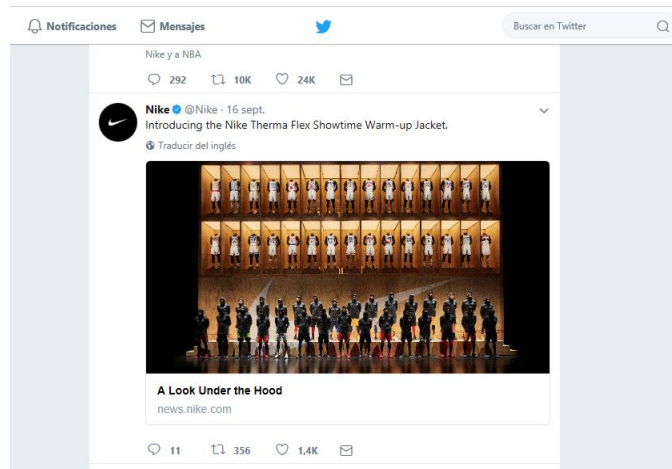 Notificaciones Mensajes Buscar en Twitter
Nike y a NBA
292 10K 24K
Nike @Nike · 16 sept.
Introducing the Nike Therma Flex Showtime Warm-up Jacket.
Traducir del inglés
A Look Under the Hood
news.nike.com
11 356 1,4K